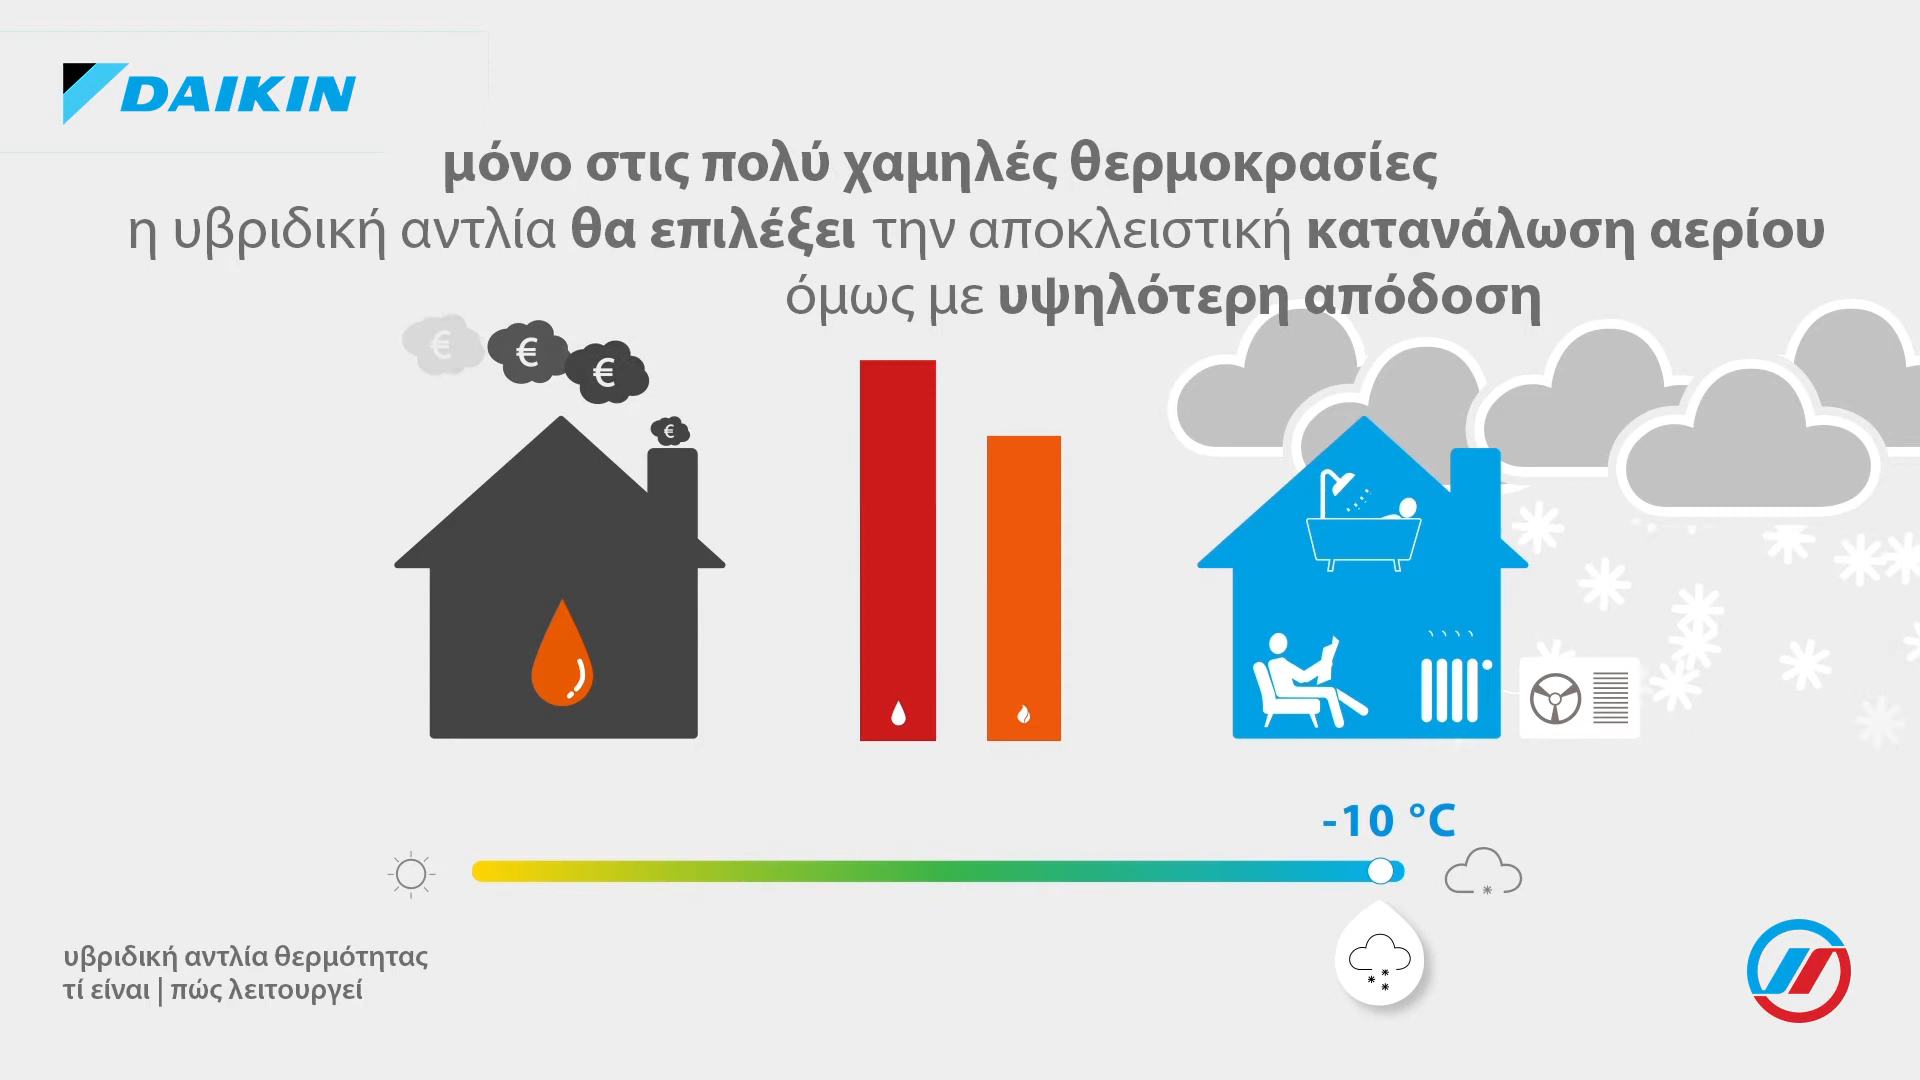 DAIKIN
μόνο στις πολύ χαμηλές θερμοκρασίες
η υβριδική αντλία θα επιλέξει την αποκλειστική κατανάλωση αερίου
όμως με υψηλότερη απόδοση
€ € €
€
-10 °C
υβριδική αντλία θερμότητας
τί είναι | πώς λειτουργεί